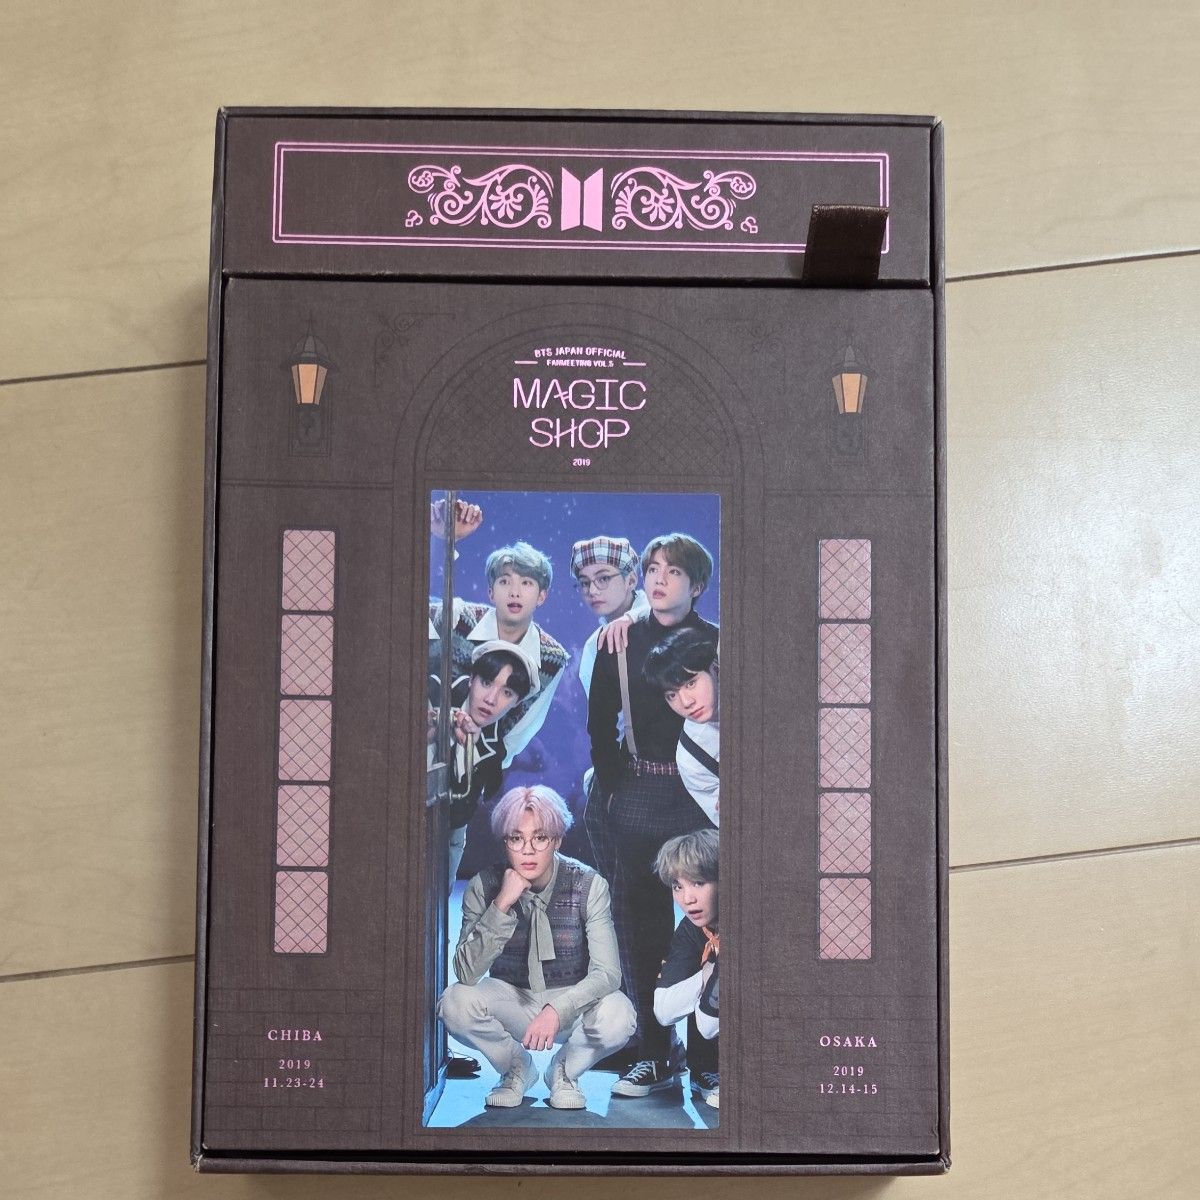 BTS JAPAN OFFICIAL
FANMEETING VOL.5
MAGIC
SHOP
2019
CHIBA
2019
11.23-24
OSAKA
2019
12.14-15